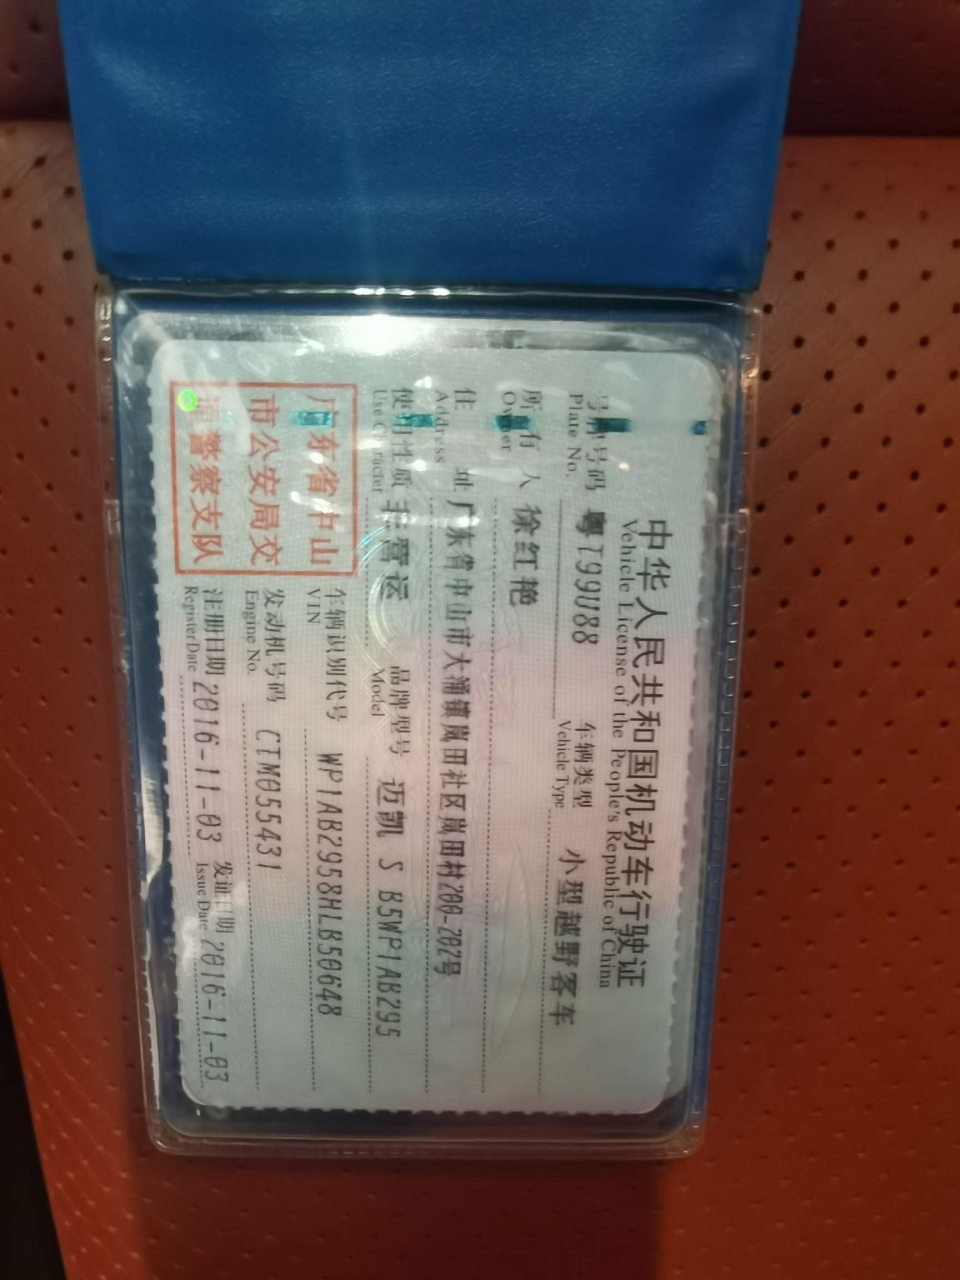 中华人民共和国机动车行驶证
Vehicle License of the People's Republic of China
号牌号码 粤T99U88 车辆类型 小型越野客车
Plate No. Vehicle Type
所有人 徐红艳
Owner
住址 广东省中山市大涌镇岚田社区岚田村200-202号
Address
使用性质 非营运 品牌型号 迈凯 S B5WP1AB295
Use Character Model
广东省中山
市公安局交
警察支队
车辆识别代号 WP1AB2958HLB50648
VIN
发动机号码 CTM055431
Engine No.
注册日期 2016-11-03 发证日期 2016-11-03
Register Date Issue Date